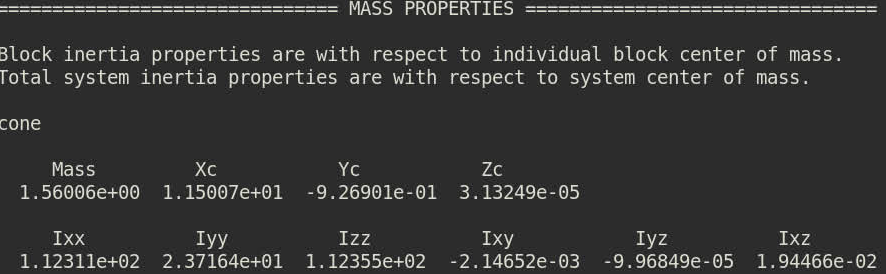 =============================== MASS PROPERTIES ================================
Block inertia properties are with respect to individual block center of mass.
Total system inertia properties are with respect to system center of mass.
cone
Mass Xc Yc Zc
1.56006e+00 1.15007e+01 -9.26901e-01 3.13249e-05
Ixx Iyy Izz Ixy Iyz Ixz
1.12311e+02 2.37164e+01 1.12355e+02 -2.14652e-03 -9.96849e-05 1.94466e-02